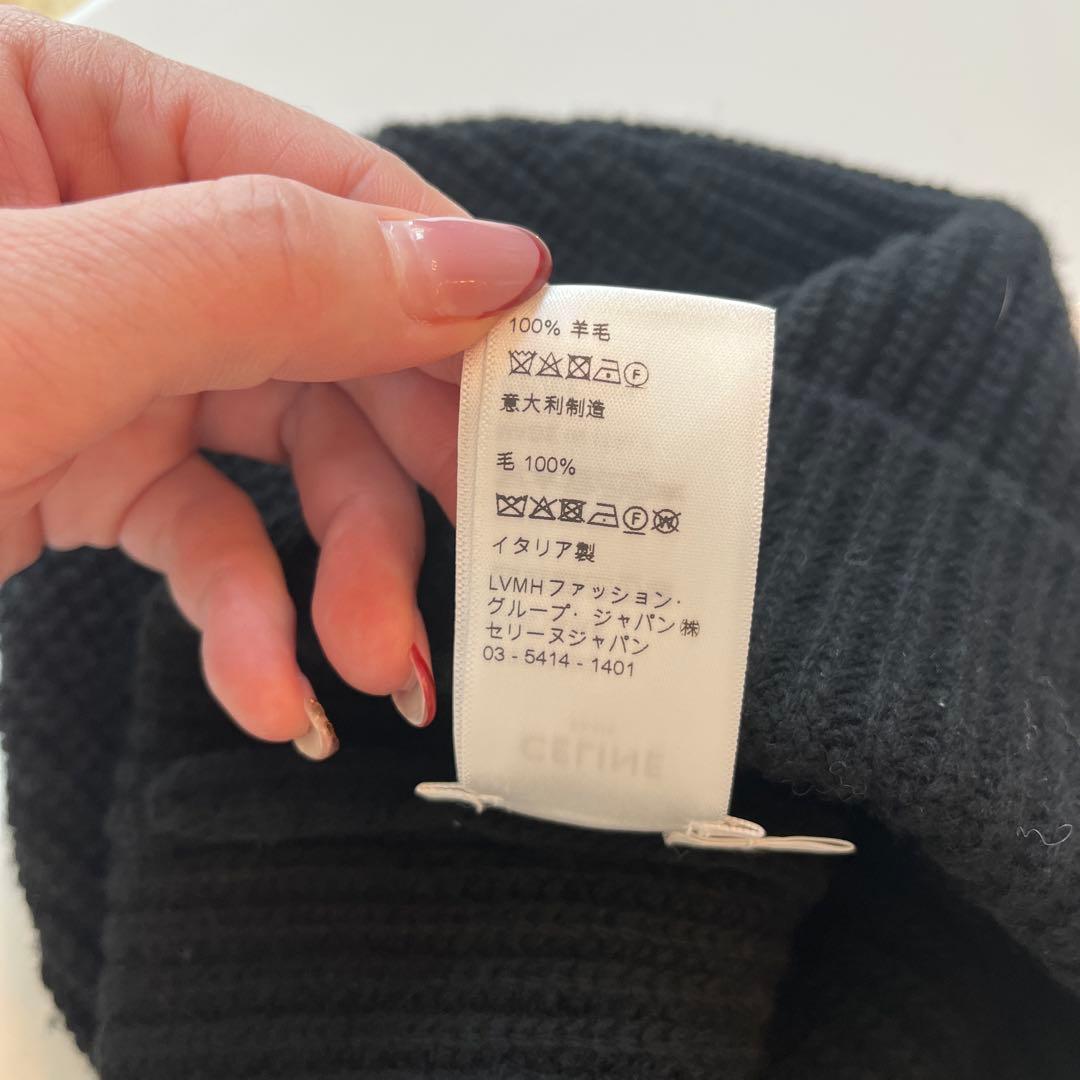 100% 羊毛
F
意大利制造
毛 100%
F W
イタリア製
LVMHファッション・
グループ・ジャパン㈱
セリーヌジャパン
03 - 5414 - 1401
CELINE